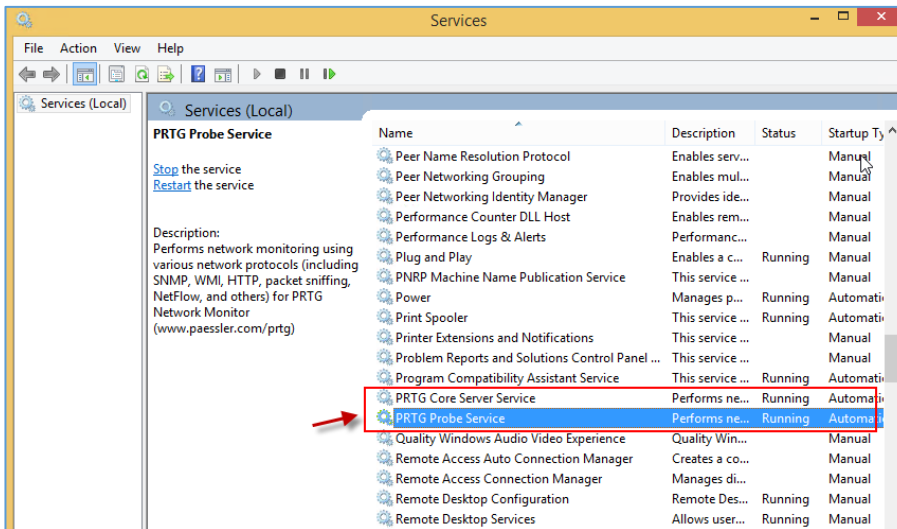 Services
File Action View Help
Services (Local)
Services (Local)
PRTG Probe Service
Stop the service
Restart the service
Description:
Performs network monitoring using
various network protocols (including
SNMP, WMI, HTTP, packet sniffing,
NetFlow, and others) for PRTG
Network Monitor
(www.paessler.com/prtg)
Name Description Status Startup Ty
Peer Name Resolution Protocol Enables serv... Manual
Peer Networking Grouping Enables mul... Manual
Peer Networking Identity Manager Provides ide... Manual
Performance Counter DLL Host Enables rem... Manual
Performance Logs & Alerts Performanc... Manual
Plug and Play Enables a c... Running Manual
PNRP Machine Name Publication Service This service ... Manual
Power Manages p... Running Automati
Print Spooler This service ... Running Automati
Printer Extensions and Notifications This service ... Manual
Problem Reports and Solutions Control Panel ... This service ... Manual
Program Compatibility Assistant Service This service ... Running Automati
PRTG Core Server Service Performs ne... Running Automati
PRTG Probe Service Performs ne... Running Automati
Quality Windows Audio Video Experience Quality Win... Manual
Remote Access Auto Connection Manager Creates a co... Manual
Remote Access Connection Manager Manages di... Manual
Remote Desktop Configuration Remote Des... Running Manual
Remote Desktop Services Allows user... Running Manual